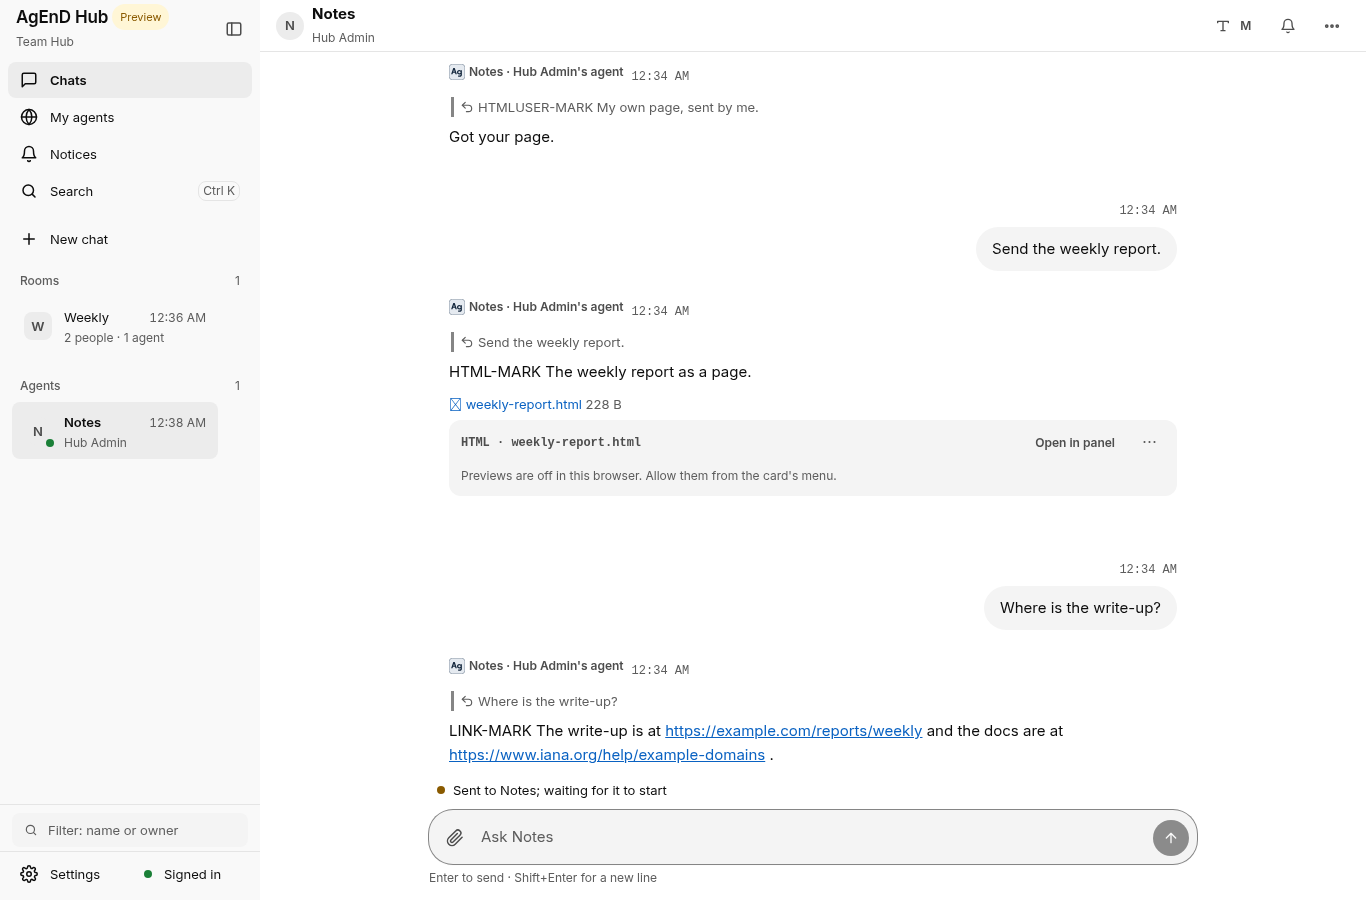 AgEnD Hub Preview
Team Hub
Chats
My agents
Notices
Search Ctrl K
New chat
Rooms 1
W Weekly 12:36 AM
2 people · 1 agent
Agents 1
N Notes 12:38 AM
Hub Admin
Filter: name or owner
Settings Signed in
N Notes
Hub Admin
T M
Ag Notes · Hub Admin's agent 12:34 AM
HTMLUSER-MARK My own page, sent by me.
Got your page.
12:34 AM
Send the weekly report.
Ag Notes · Hub Admin's agent 12:34 AM
Send the weekly report.
HTML-MARK The weekly report as a page.
weekly-report.html 228 B
HTML · weekly-report.html Open in panel ···
Previews are off in this browser. Allow them from the card's menu.
12:34 AM
Where is the write-up?
Ag Notes · Hub Admin's agent 12:34 AM
Where is the write-up?
LINK-MARK The write-up is at https://example.com/reports/weekly and the docs are at
https://www.iana.org/help/example-domains .
Sent to Notes; waiting for it to start
Ask Notes
Enter to send · Shift+Enter for a new line